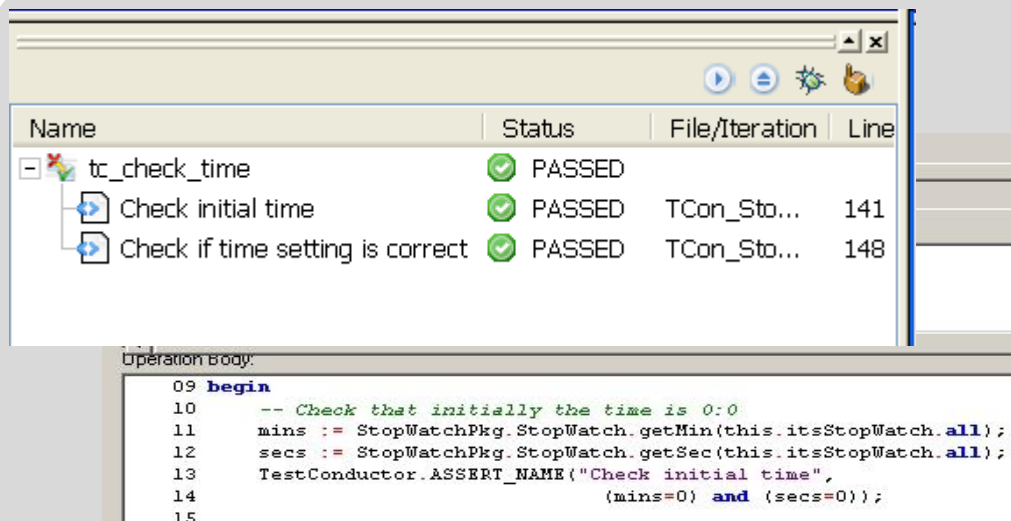 Name Status File/Iteration Line
tc_check_time PASSED
Check initial time PASSED TCon_Sto... 141
Check if time setting is correct PASSED TCon_Sto... 148
Operation Body:
09 begin
10 -- Check that initially the time is 0:0
11 mins := StopWatchPkg.StopWatch.getMin(this.itsStopWatch.all);
12 secs := StopWatchPkg.StopWatch.getSec(this.itsStopWatch.all);
13 TestConductor.ASSERT_NAME("Check initial time",
14 (mins=0) and (secs=0));
15